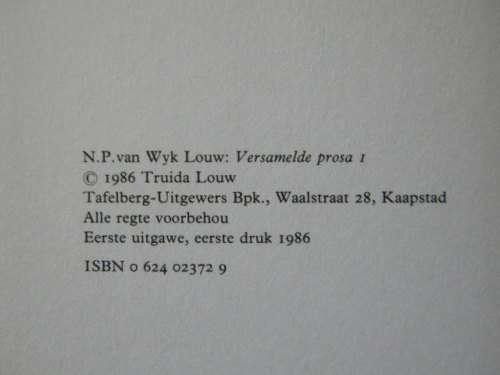 N.P. van Wyk Louw: Versamelde prosa 1
© 1986 Truida Louw
Tafelberg-Uitgewers Bpk., Waalstraat 28, Kaapstad
Alle regte voorbehou
Eerste uitgawe, eerste druk 1986
ISBN 0 624 02372 9